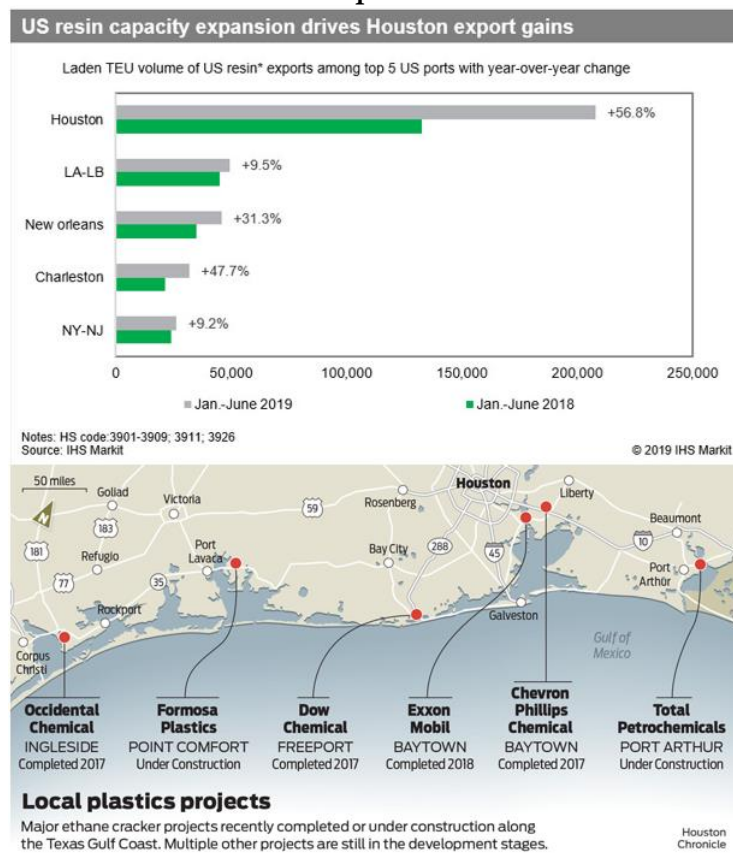 US resin capacity expansion drives Houston export gains
Laden TEU volume of US resin* exports among top 5 US ports with year-over-year change
Houston
+56.8%
LA-LB
+9.5%
New orleans
+31.3%
Charleston
+47.7%
NY-NJ
+9.2%
0
50,000
100,000
150,000
200,000
250,000
Jan.-June 2019
Jan.-June 2018
Notes: HS code:3901-3909; 3911; 3926
Source: IHS Markit
© 2019 IHS Markit
50 miles
N
Goliad
Victoria
59
Rosenberg
Houston
Liberty
Beaumont
183
181
Refugio
77
35
Port
Lavaca
Bay City
288
45
10
Port
Arthur
Rockport
Galveston
Corpus
Christi
Gulf of
Mexico
Occidental
Chemical
INGLESIDE
Completed 2017
Formosa
Plastics
POINT COMFORT
Under Construction
Dow
Chemical
FREEPORT
Completed 2017
Exxon
Mobil
BAYTOWN
Completed 2018
Chevron
Phillips
Chemical
BAYTOWN
Completed 2017
Total
Petrochemicals
PORT ARTHUR
Under Construction
Local plastics projects
Major ethane cracker projects recently completed or under construction along
the Texas Gulf Coast. Multiple other projects are still in the development stages.
Houston
Chronicle